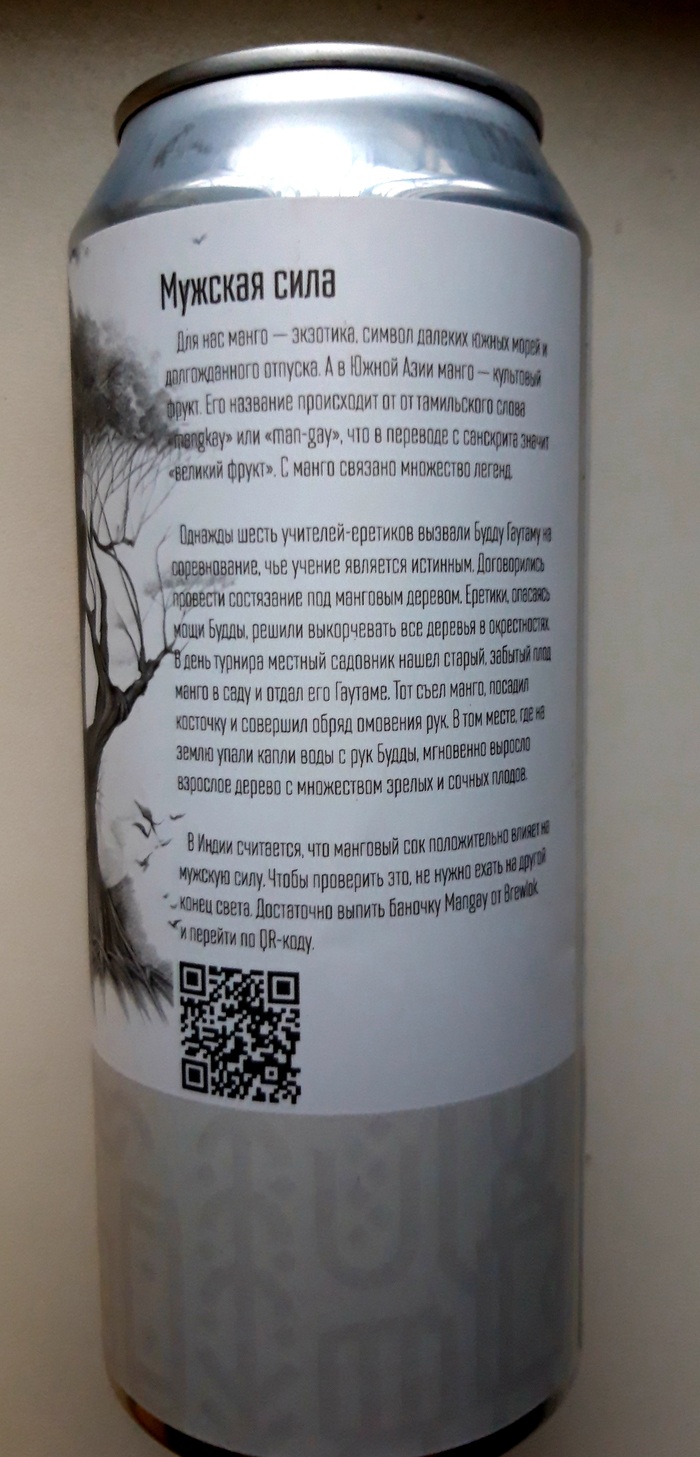 Мужская сила
Для нас манго — экзотика, символ далеких южных морей и
долгожданного отпуска. А в Южной Азии манго — культовый
фрукт. Его название происходит от от тамильского слова
«mangkay» или «man-gay», что в переводе с санскрита значит
«великий фрукт». С манго связано множество легенд.
Однажды шесть учителей-еретиков вызвали Будду Гаутаму на
соревнование, чье учение является истинным. Договорились
провести состязание под манговым деревом. Еретики, опасаясь
мощи Будды, решили выкорчевать все деревья в окрестностях.
В день турнира местный садовник нашел старый, забытый плод
манго в саду и отдал его Гаутаме. Тот съел манго, посадил
косточку и совершил обряд омовения рук. В том месте, где на
землю упали капли воды с рук Будды, мгновенно выросло
взрослое дерево с множеством зрелых и сочных плодов.
В Индии считается, что манговый сок положительно влияет на
мужскую силу. Чтобы проверить это, не нужно ехать на другой
конец света. Достаточно выпить баночку Mangay от Brewlok
и перейти по QR-коду.